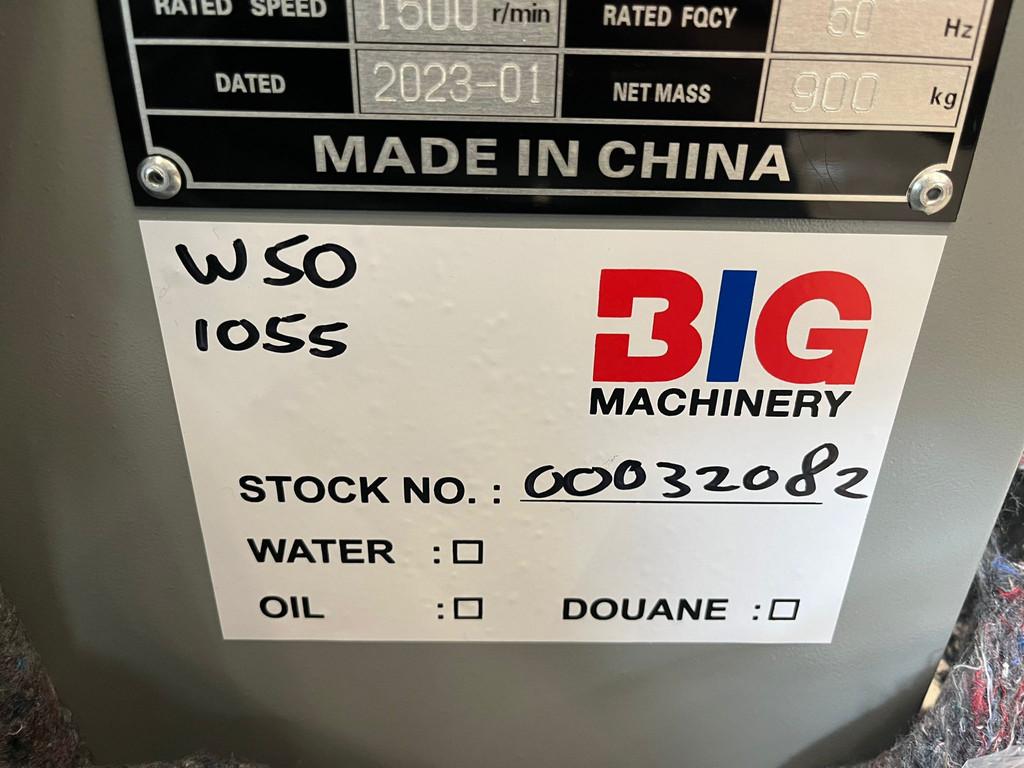 RATED SPEED 1500 r/min RATED FQCY 50 Hz
DATED 2023-01 NET MASS 900 kg
MADE IN CHINA
W50
1055
BIG
MACHINERY
STOCK NO. : 00032082
WATER : ☐
OIL : ☐ DOUANE : ☐